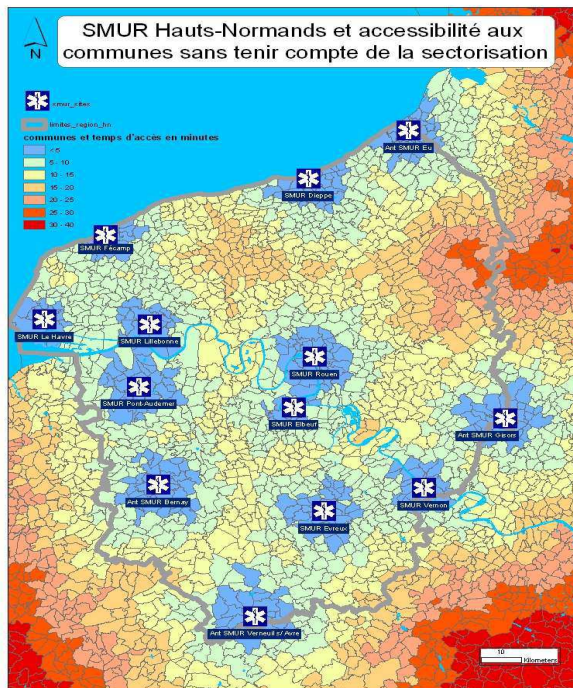 SMUR Hauts-Normands et accessibilité aux
communes sans tenir compte de la sectorisation
N
smur_sites
limites_region_hn
communes et temps d'accès en minutes
< 5
5 - 10
10 - 15
15 - 20
20 - 25
25 - 30
30 - 40
Ant SMUR Eu
SMUR Dieppe
SMUR Fécamp
SMUR Le Havre
SMUR Lillebonne
SMUR Rouen
SMUR Pont-Audemer
SMUR Elbeuf
Ant SMUR Gisors
Ant SMUR Bernay
SMUR Vernon
SMUR Evreux
Ant SMUR Verneuil s/ Avre
10
Kilometers